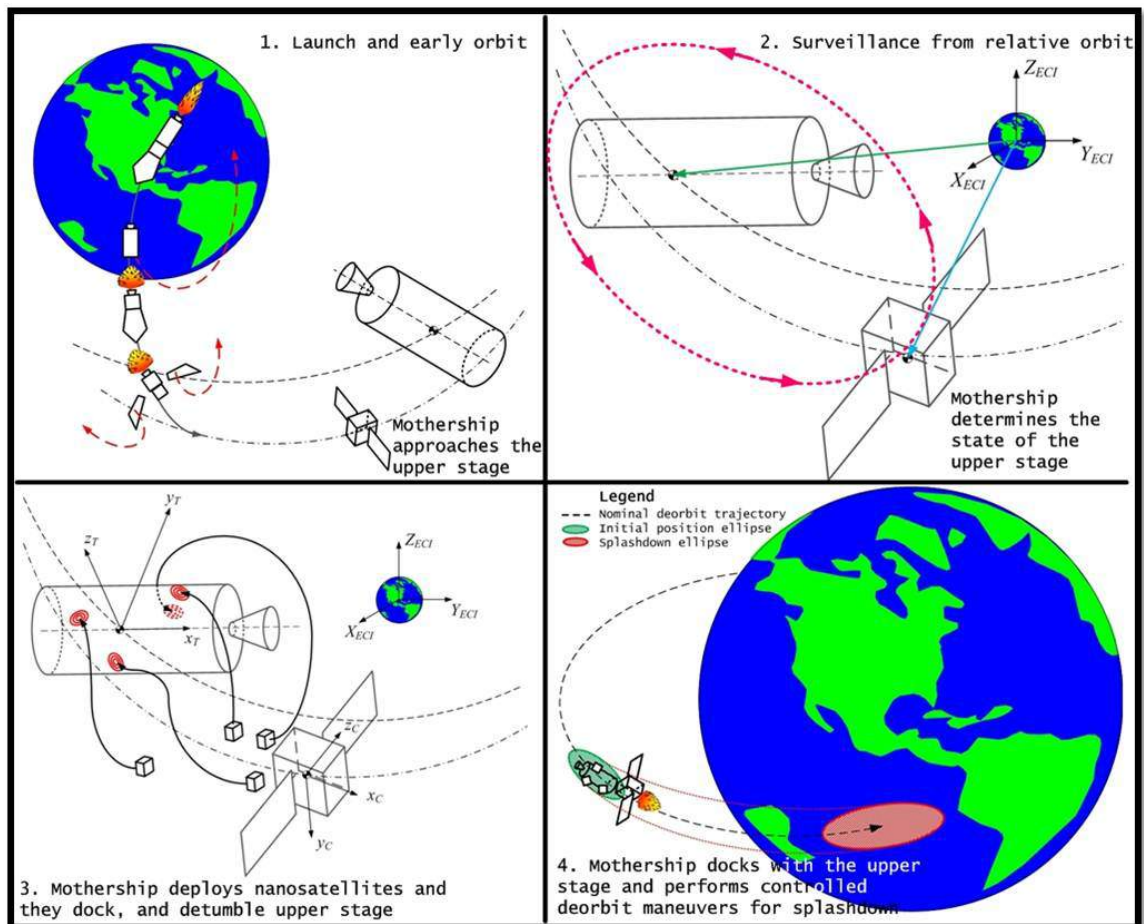 1. Launch and early orbit
Mothership
approaches the
upper stage
2. Surveillance from relative orbit
Z_ECI
Y_ECI
X_ECI
Mothership
determines the
state of the
upper stage
y_T
z_T
x_T
Z_ECI
Y_ECI
X_ECI
z_C
x_C
y_C
3. Mothership deploys nanosatellites and
they dock, and detumble upper stage
Legend
Nominal deorbit trajectory
Initial position ellipse
Splashdown ellipse
4. Mothership docks with the upper
stage and performs controlled
deorbit maneuvers for splashdown